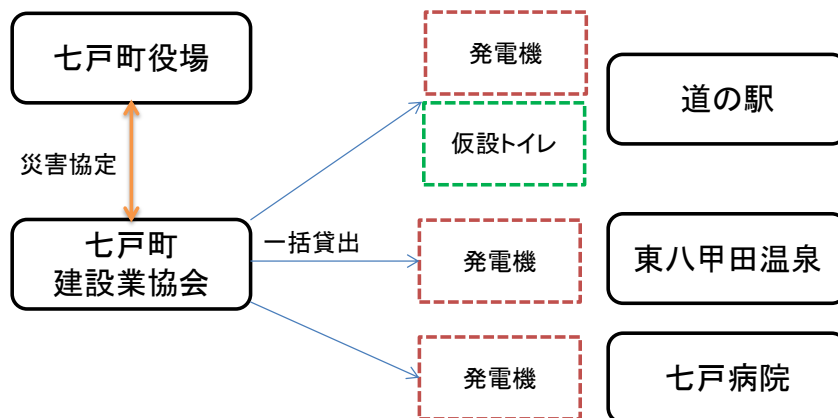 七戸町役場
発電機
道の駅
仮設トイレ
災害協定
七戸町
建設業協会
一括貸出
発電機
東八甲田温泉
発電機
七戸病院